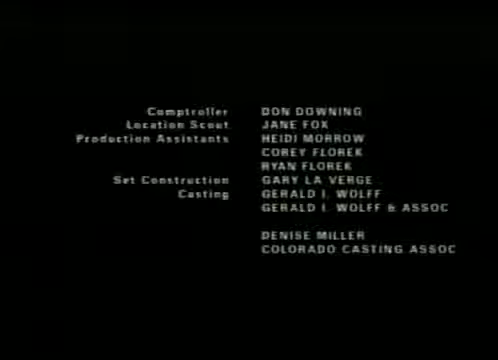 Comptroller DON DOWNING
Location Scout JANE FOX
Production Assistants HEIDI MORROW
COREY FLOREK
RYAN FLOREK
Set Construction GARY LA VERGE
Casting GERALD I. WOLFF
GERALD I. WOLFF & ASSOC
DENISE MILLER
COLORADO CASTING ASSOC